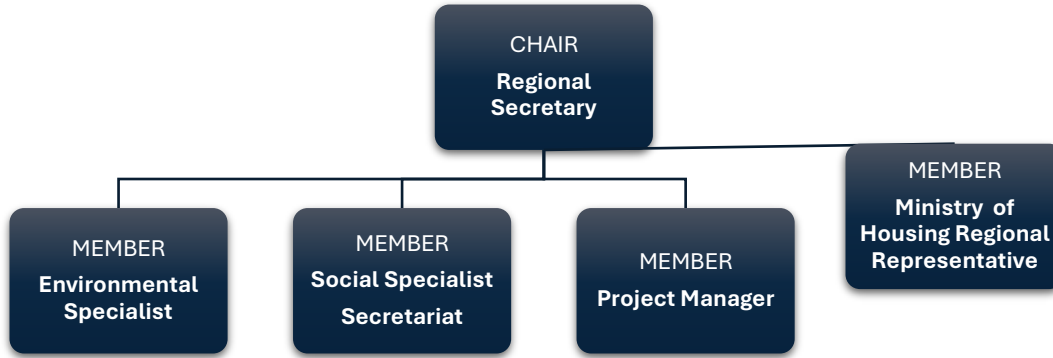 CHAIR
Regional
Secretary
MEMBER
Ministry of
Housing Regional
Representative
MEMBER
Environmental
Specialist
MEMBER
Social Specialist
Secretariat
MEMBER
Project Manager